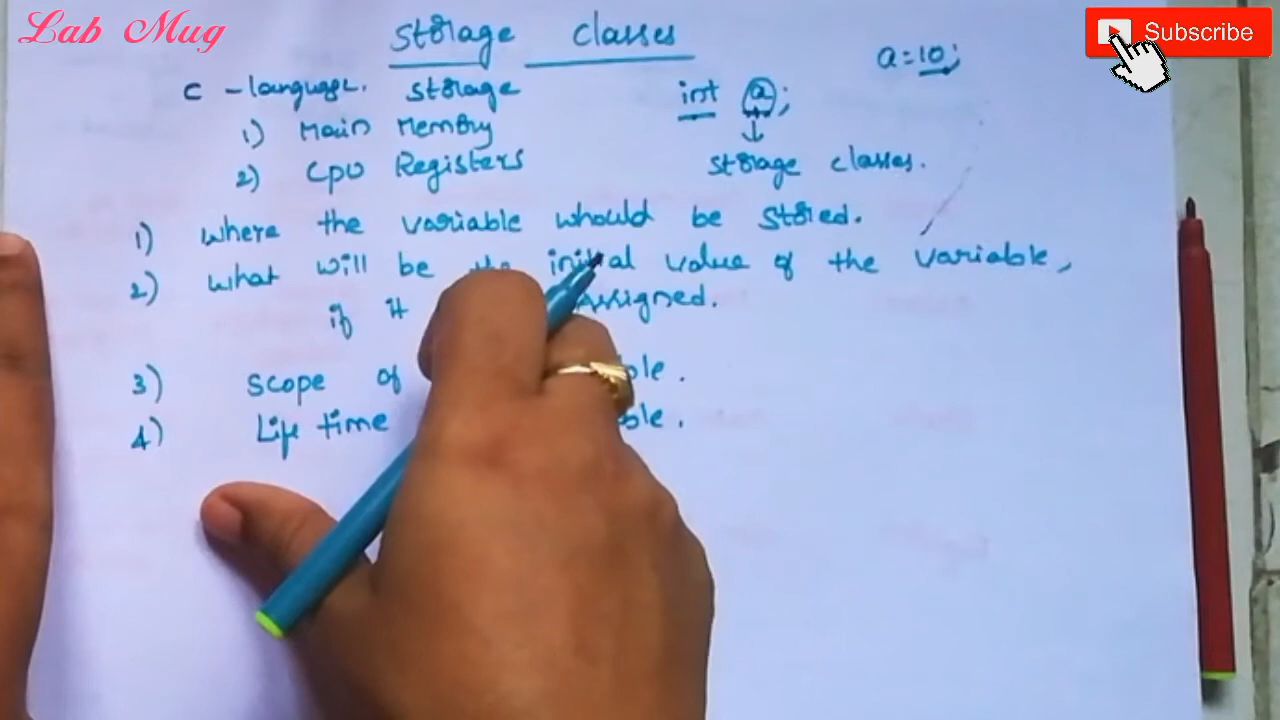 Lab Mug
Subscribe
Storage Classes
a=10;
C - language. Storage
int a;
1) Main Memory
2) CPU Registers
storage classes.
1) where the variable whould be stored.
2) what will be the initial value of the variable,
if it assigned.
3) Scope of
4) Life time